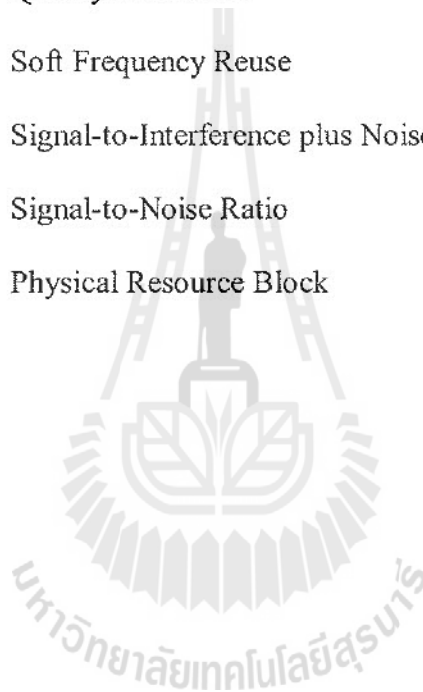 Soft Frequency Reuse
Signal-to-Interference plus Noise
Signal-to-Noise Ratio
Physical Resource Block
มหาวิทยาลัยเทคโนโลยีสุรนารี